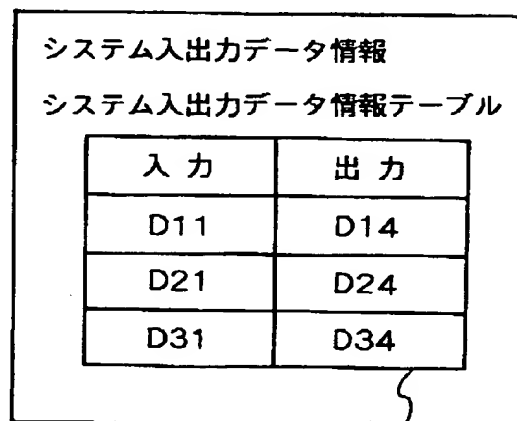 システム入出力データ情報
システム入出力データ情報テーブル
入 力 出 力
D11 D14
D21 D24
D31 D34